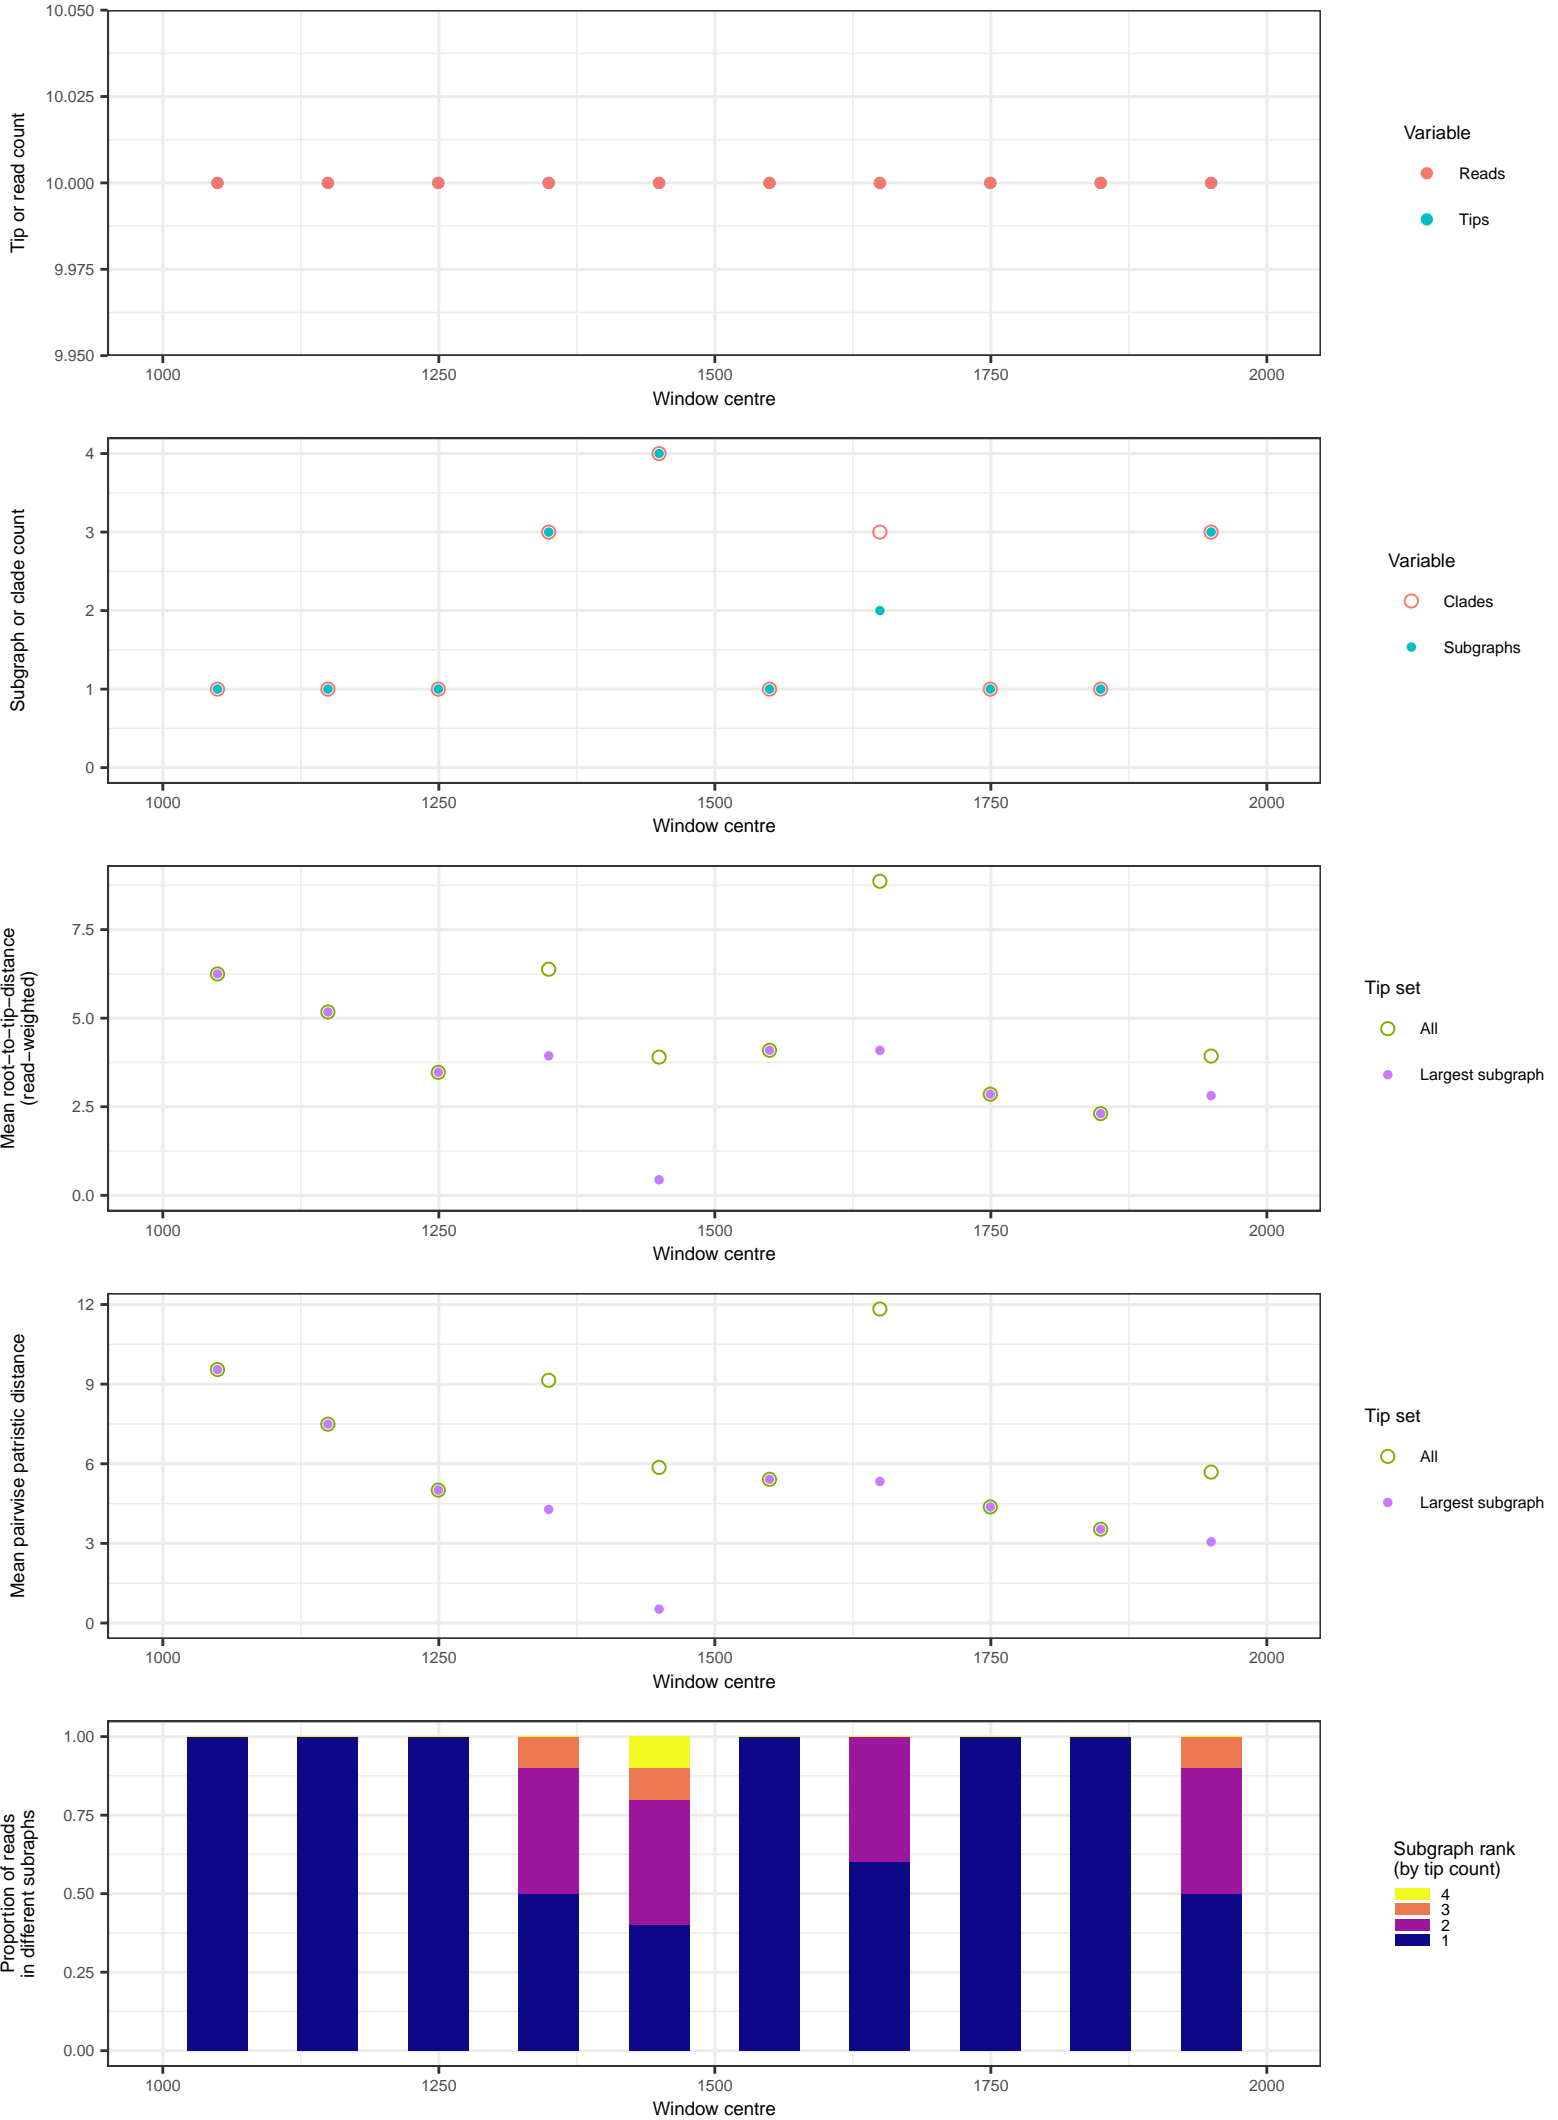 10.050
10.025
10.000
9.975
9.950
Tip or read count
1000 1250 1500 1750 2000
Window centre
Variable
Reads
Tips
4
3
2
1
0
Subgraph or clade count
1000 1250 1500 1750 2000
Window centre
Variable
Clades
Subgraphs
7.5
5.0
2.5
0.0
Mean root−to−tip−distance
(read−weighted)
1000 1250 1500 1750 2000
Window centre
Tip set
All
Largest subgraph
12
9
6
3
0
Mean pairwise patristic distance
1000 1250 1500 1750 2000
Window centre
Tip set
All
Largest subgraph
1.00
0.75
0.50
0.25
0.00
Proportion of reads
in different subraphs
1000 1250 1500 1750 2000
Window centre
Subgraph rank
(by tip count)
4
3
2
1